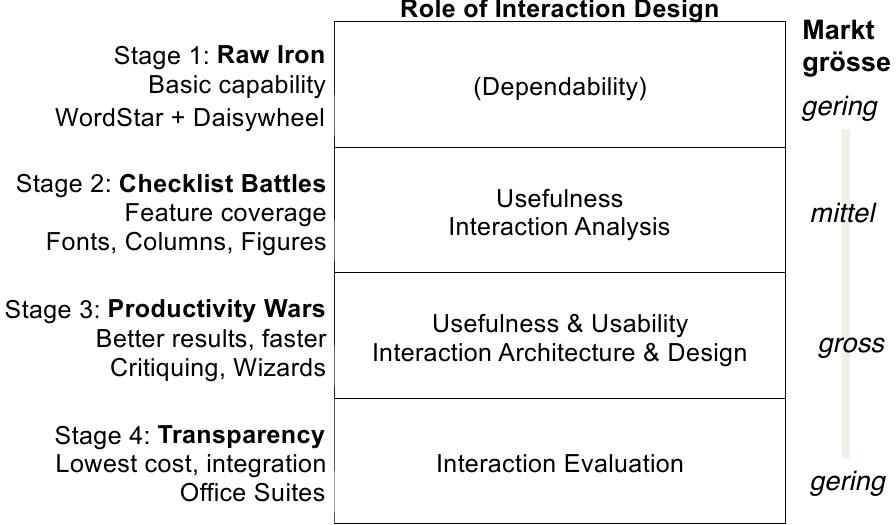 Role of Interaction Design
Markt
grösse
Stage 1: Raw Iron
Basic capability
WordStar + Daisywheel
(Dependability)
gering
Stage 2: Checklist Battles
Feature coverage
Fonts, Columns, Figures
Usefulness
Interaction Analysis
mittel
Stage 3: Productivity Wars
Better results, faster
Critiquing, Wizards
Usefulness & Usability
Interaction Architecture & Design
gross
Stage 4: Transparency
Lowest cost, integration
Office Suites
Interaction Evaluation
gering